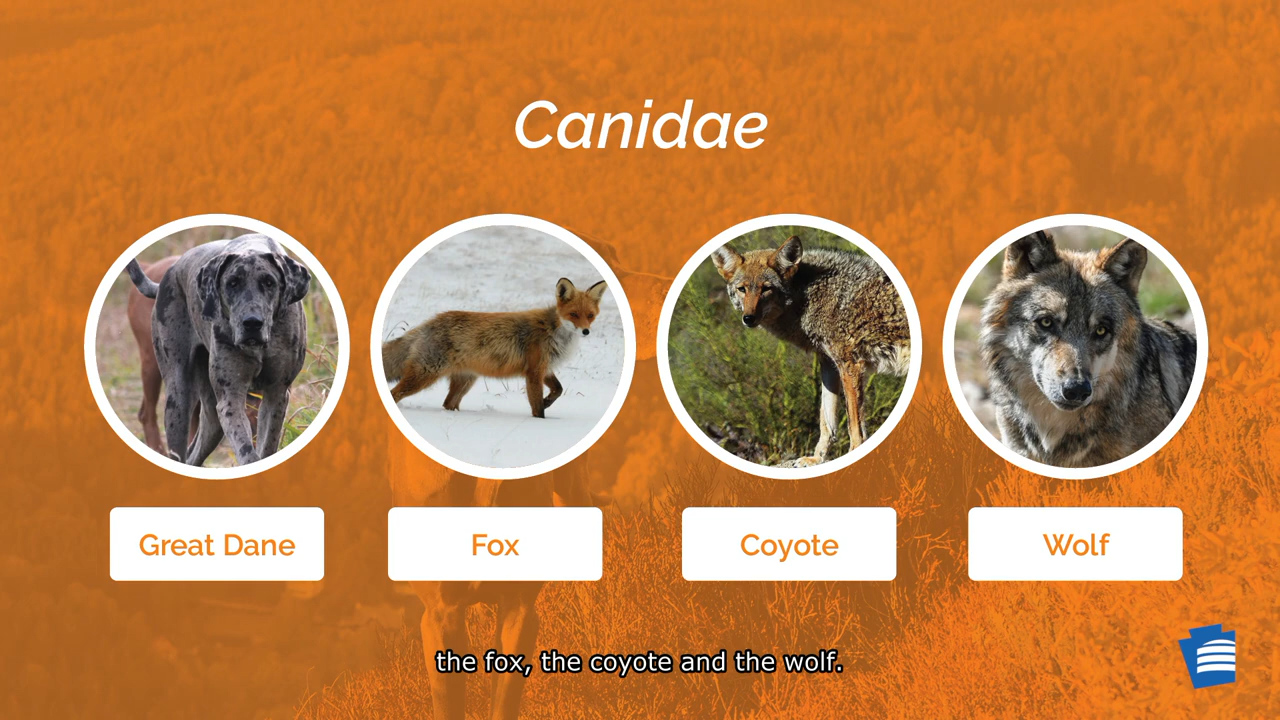 Canidae
Great Dane
Fox
Coyote
Wolf
the fox, the coyote and the wolf.